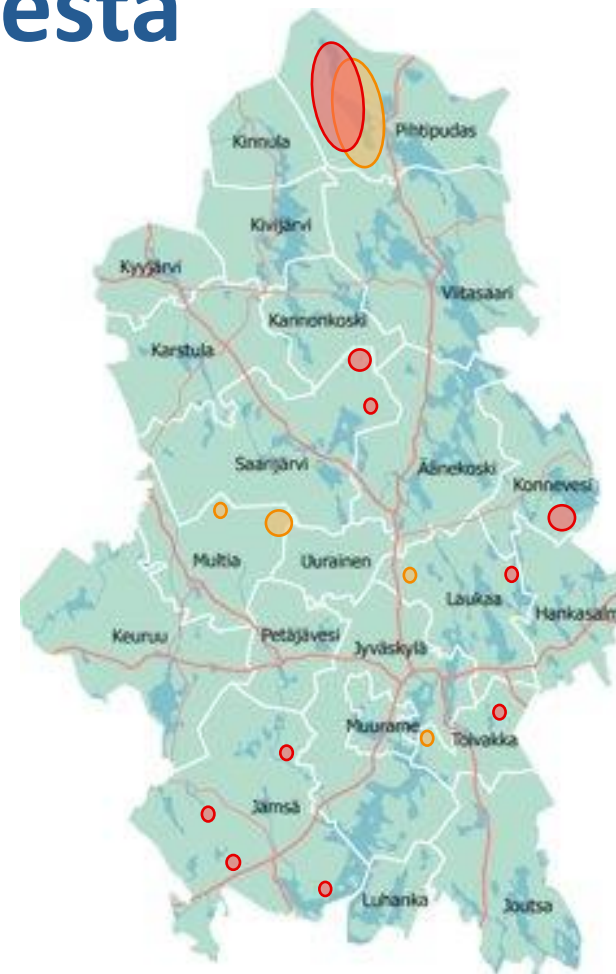 esta
Pihtipudas
Kinnula
Kivijärvi
Kyyjärvi
Viitasaari
Kannonkoski
Karstula
Saarijärvi
Äänekoski
Konnevesi
Multia
Uurainen
Laukaa
Hankasalm
Keuruu
Petäjävesi
Jyväskylä
Muurame
Toivakka
Jämsä
Luhanka
Joutsa